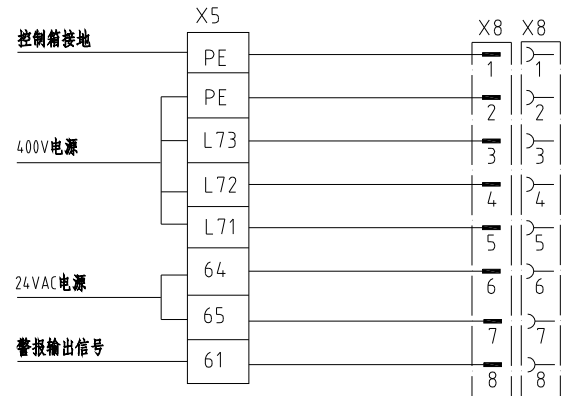 X5 X8 X8
控制箱接地 PE 1 1
PE 2 2
400V电源 L73 3 3
L72 4 4
L71 5 5
64 6 6
24VAC电源 65 7 7
警报输出信号 61 8 8